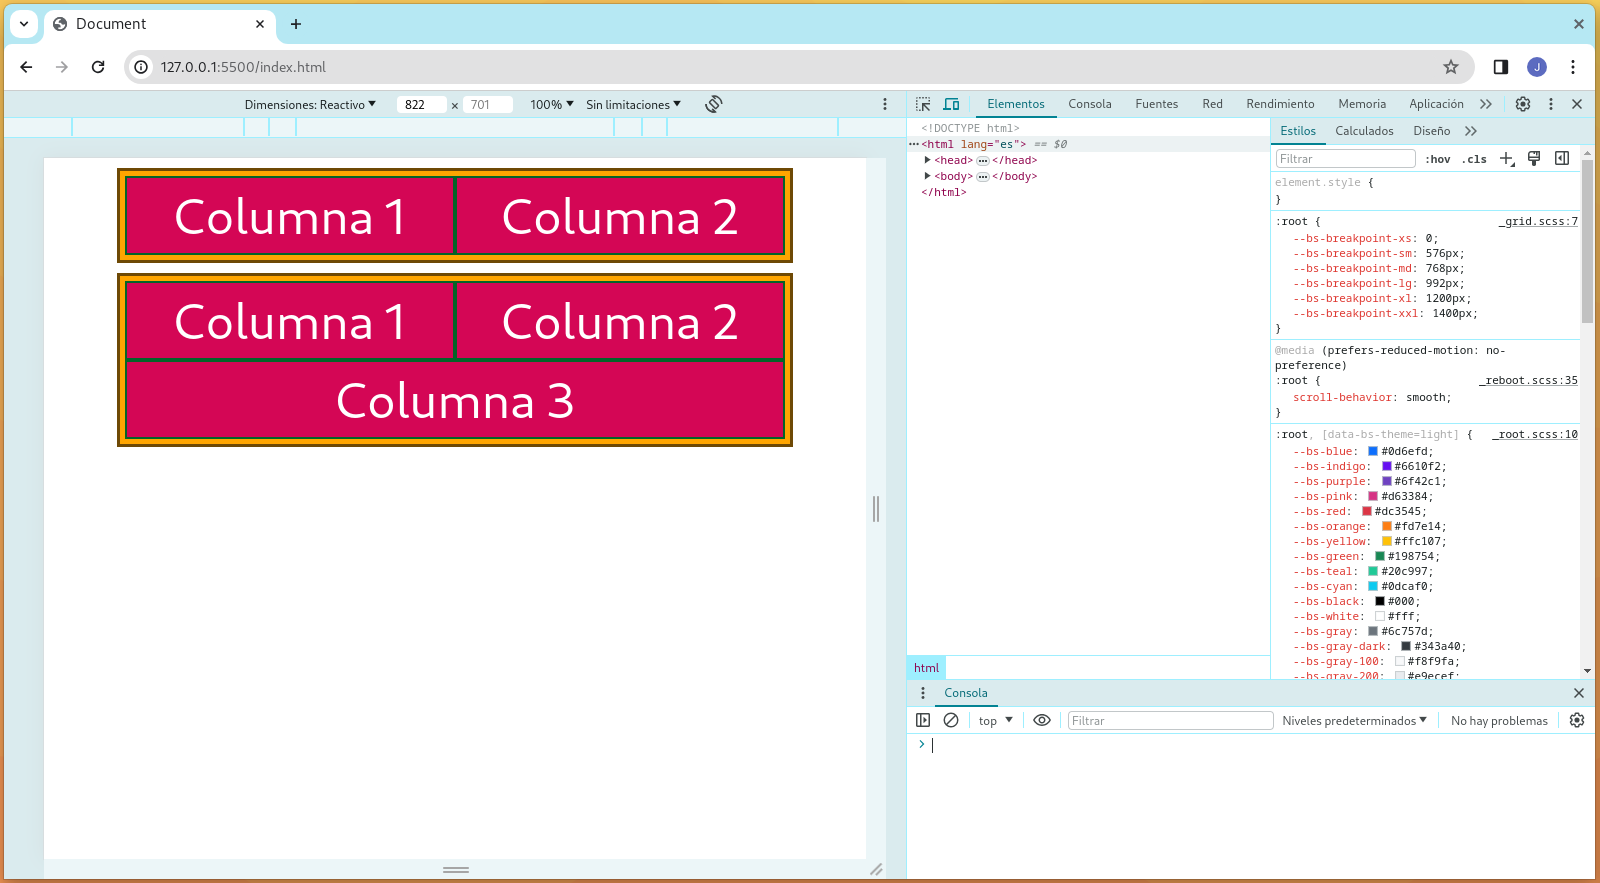 Document
127.0.0.1:5500/index.html
J
Dimensiones: Reactivo 822 × 701 100% Sin limitaciones
Columna 1 Columna 2
Columna 1 Columna 2
Columna 3
Elementos Consola Fuentes Red Rendimiento Memoria Aplicación
<!DOCTYPE html>
<html lang="es"> == $0
<head> </head>
<body> </body>
</html>
html
Estilos Calculados Diseño
Filtrar :hov .cls
element.style {
}
:root { _grid.scss:7
--bs-breakpoint-xs: 0;
--bs-breakpoint-sm: 576px;
--bs-breakpoint-md: 768px;
--bs-breakpoint-lg: 992px;
--bs-breakpoint-xl: 1200px;
--bs-breakpoint-xxl: 1400px;
}
@media (prefers-reduced-motion: no-
preference)
:root { _reboot.scss:35
scroll-behavior: smooth;
}
:root, [data-bs-theme=light] { _root.scss:10
--bs-blue: #0d6efd;
--bs-indigo: #6610f2;
--bs-purple: #6f42c1;
--bs-pink: #d63384;
--bs-red: #dc3545;
--bs-orange: #fd7e14;
--bs-yellow: #ffc107;
--bs-green: #198754;
--bs-teal: #20c997;
--bs-cyan: #0dcaf0;
--bs-black: #000;
--bs-white: #fff;
--bs-gray: #6c757d;
--bs-gray-dark: #343a40;
--bs-gray-100: #f8f9fa;
--bs-gray-200: #e9ecef;
Consola
top Filtrar Niveles predeterminados No hay problemas